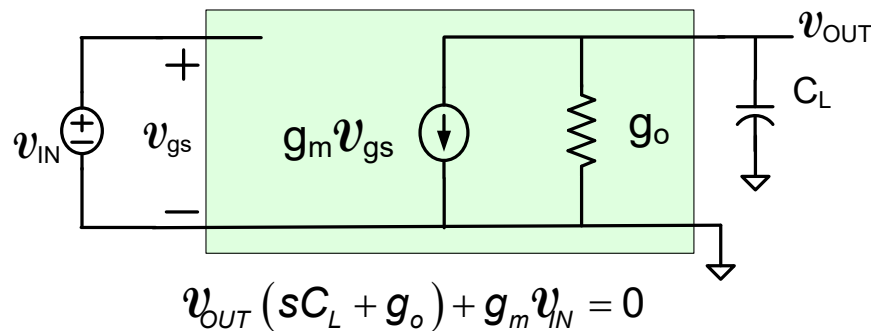 𝓋OUT
+
CL
𝓋IN
+
−
𝓋gs
gm𝓋gs
go
−
𝓋OUT (sCL + go) + gm𝓋IN = 0